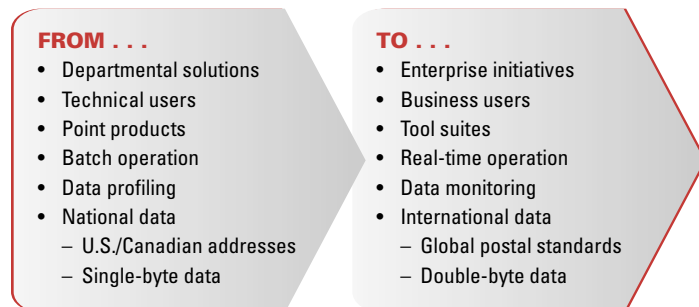 FROM . . .
• Departmental solutions
• Technical users
• Point products
• Batch operation
• Data profiling
• National data
– U.S./Canadian addresses
– Single-byte data
TO . . .
• Enterprise initiatives
• Business users
• Tool suites
• Real-time operation
• Data monitoring
• International data
– Global postal standards
– Double-byte data